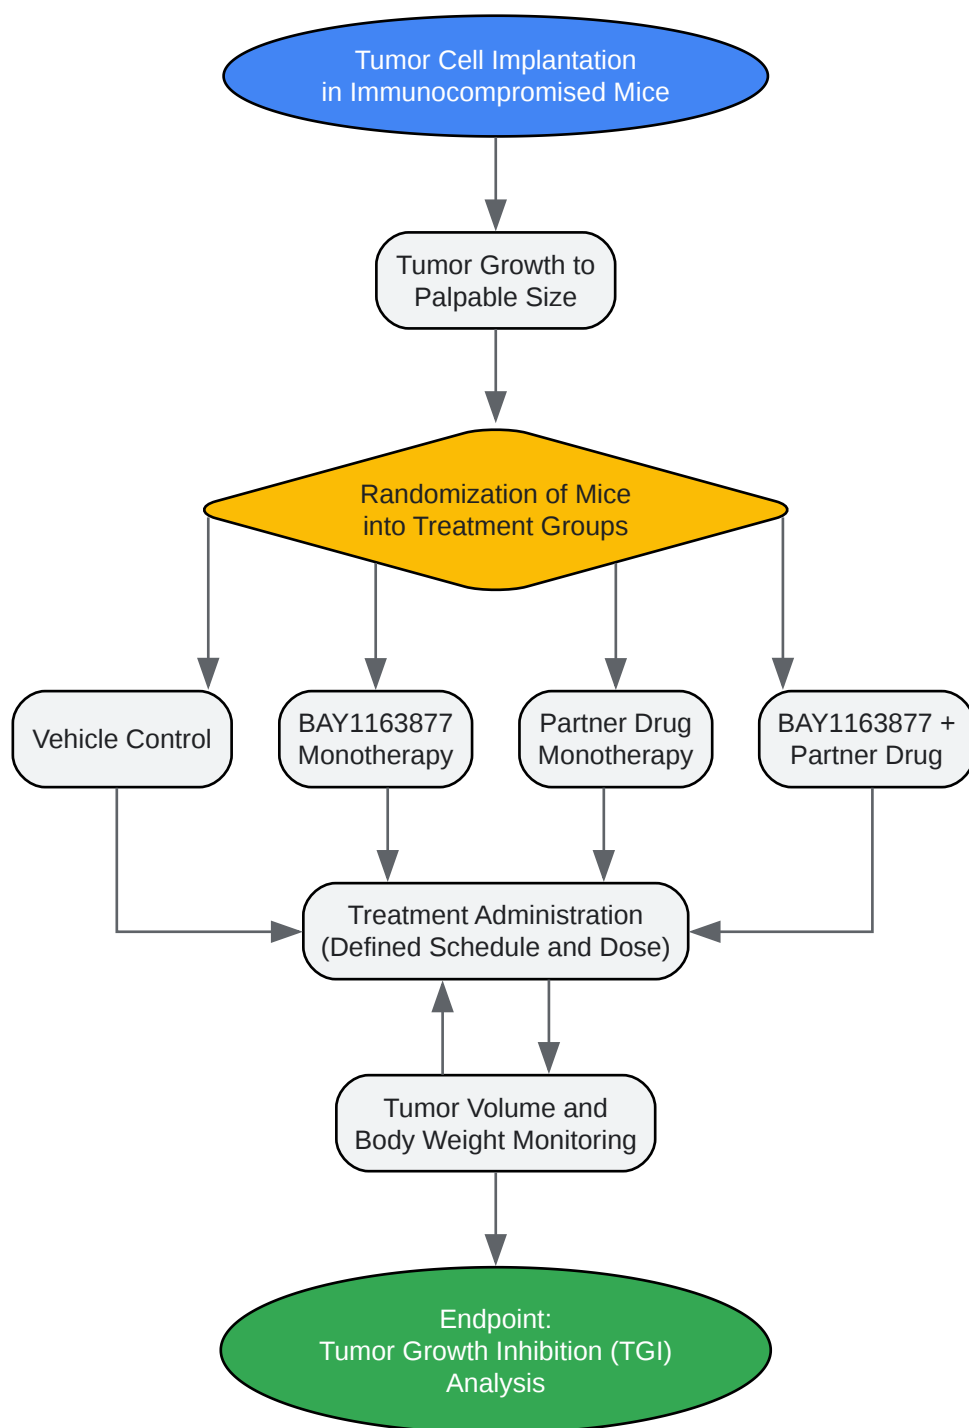 Tumor Cell Implantation
in Immunocompromised Mice
Tumor Growth to
Palpable Size
Randomization of Mice
into Treatment Groups
Vehicle Control
BAY1163877
Monotherapy
Partner Drug
Monotherapy
BAY1163877 +
Partner Drug
Treatment Administration
(Defined Schedule and Dose)
Tumor Volume and
Body Weight Monitoring
Endpoint:
Tumor Growth Inhibition (TGI)
Analysis